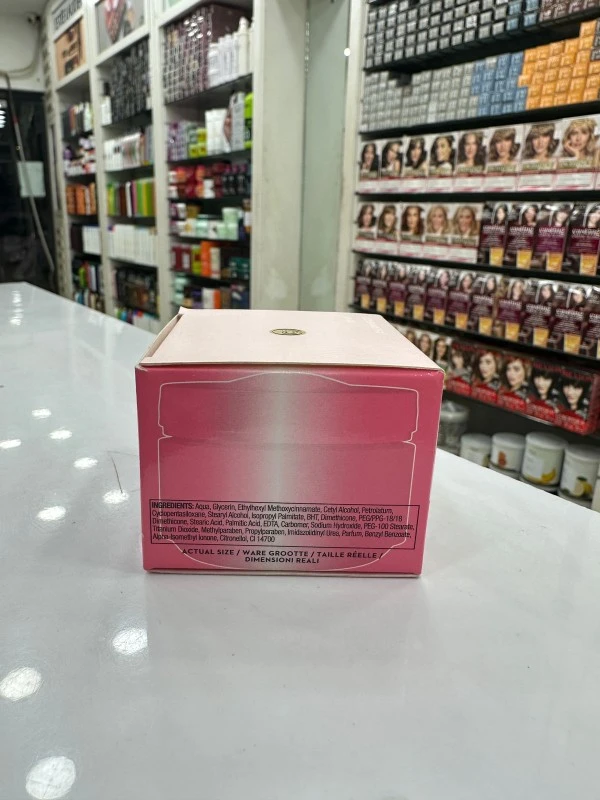 INGREDIENTS: Aqua, Glycerin, Ethylhexyl Methoxycinnamate, Cetyl Alcohol, Petrolatum,
Cyclopentasiloxane, Stearyl Alcohol, Isopropyl Palmitate, BHT, Dimethicone, PEG/PPG-18/18
Dimethicone, Stearic Acid, Palmitic Acid, EDTA, Carbomer, Sodium Hydroxide, PEG-100 Stearate,
Titanium Dioxide, Methylparaben, Propylparaben, Imidazolidinyl Urea, Parfum, Benzyl Benzoate,
Alpha-Isomethyl Ionone, Citronellol, CI 14700
ACTUAL SIZE / WARE GROOTTE / TAILLE RÉELLE /
DIMENSIONI REALI